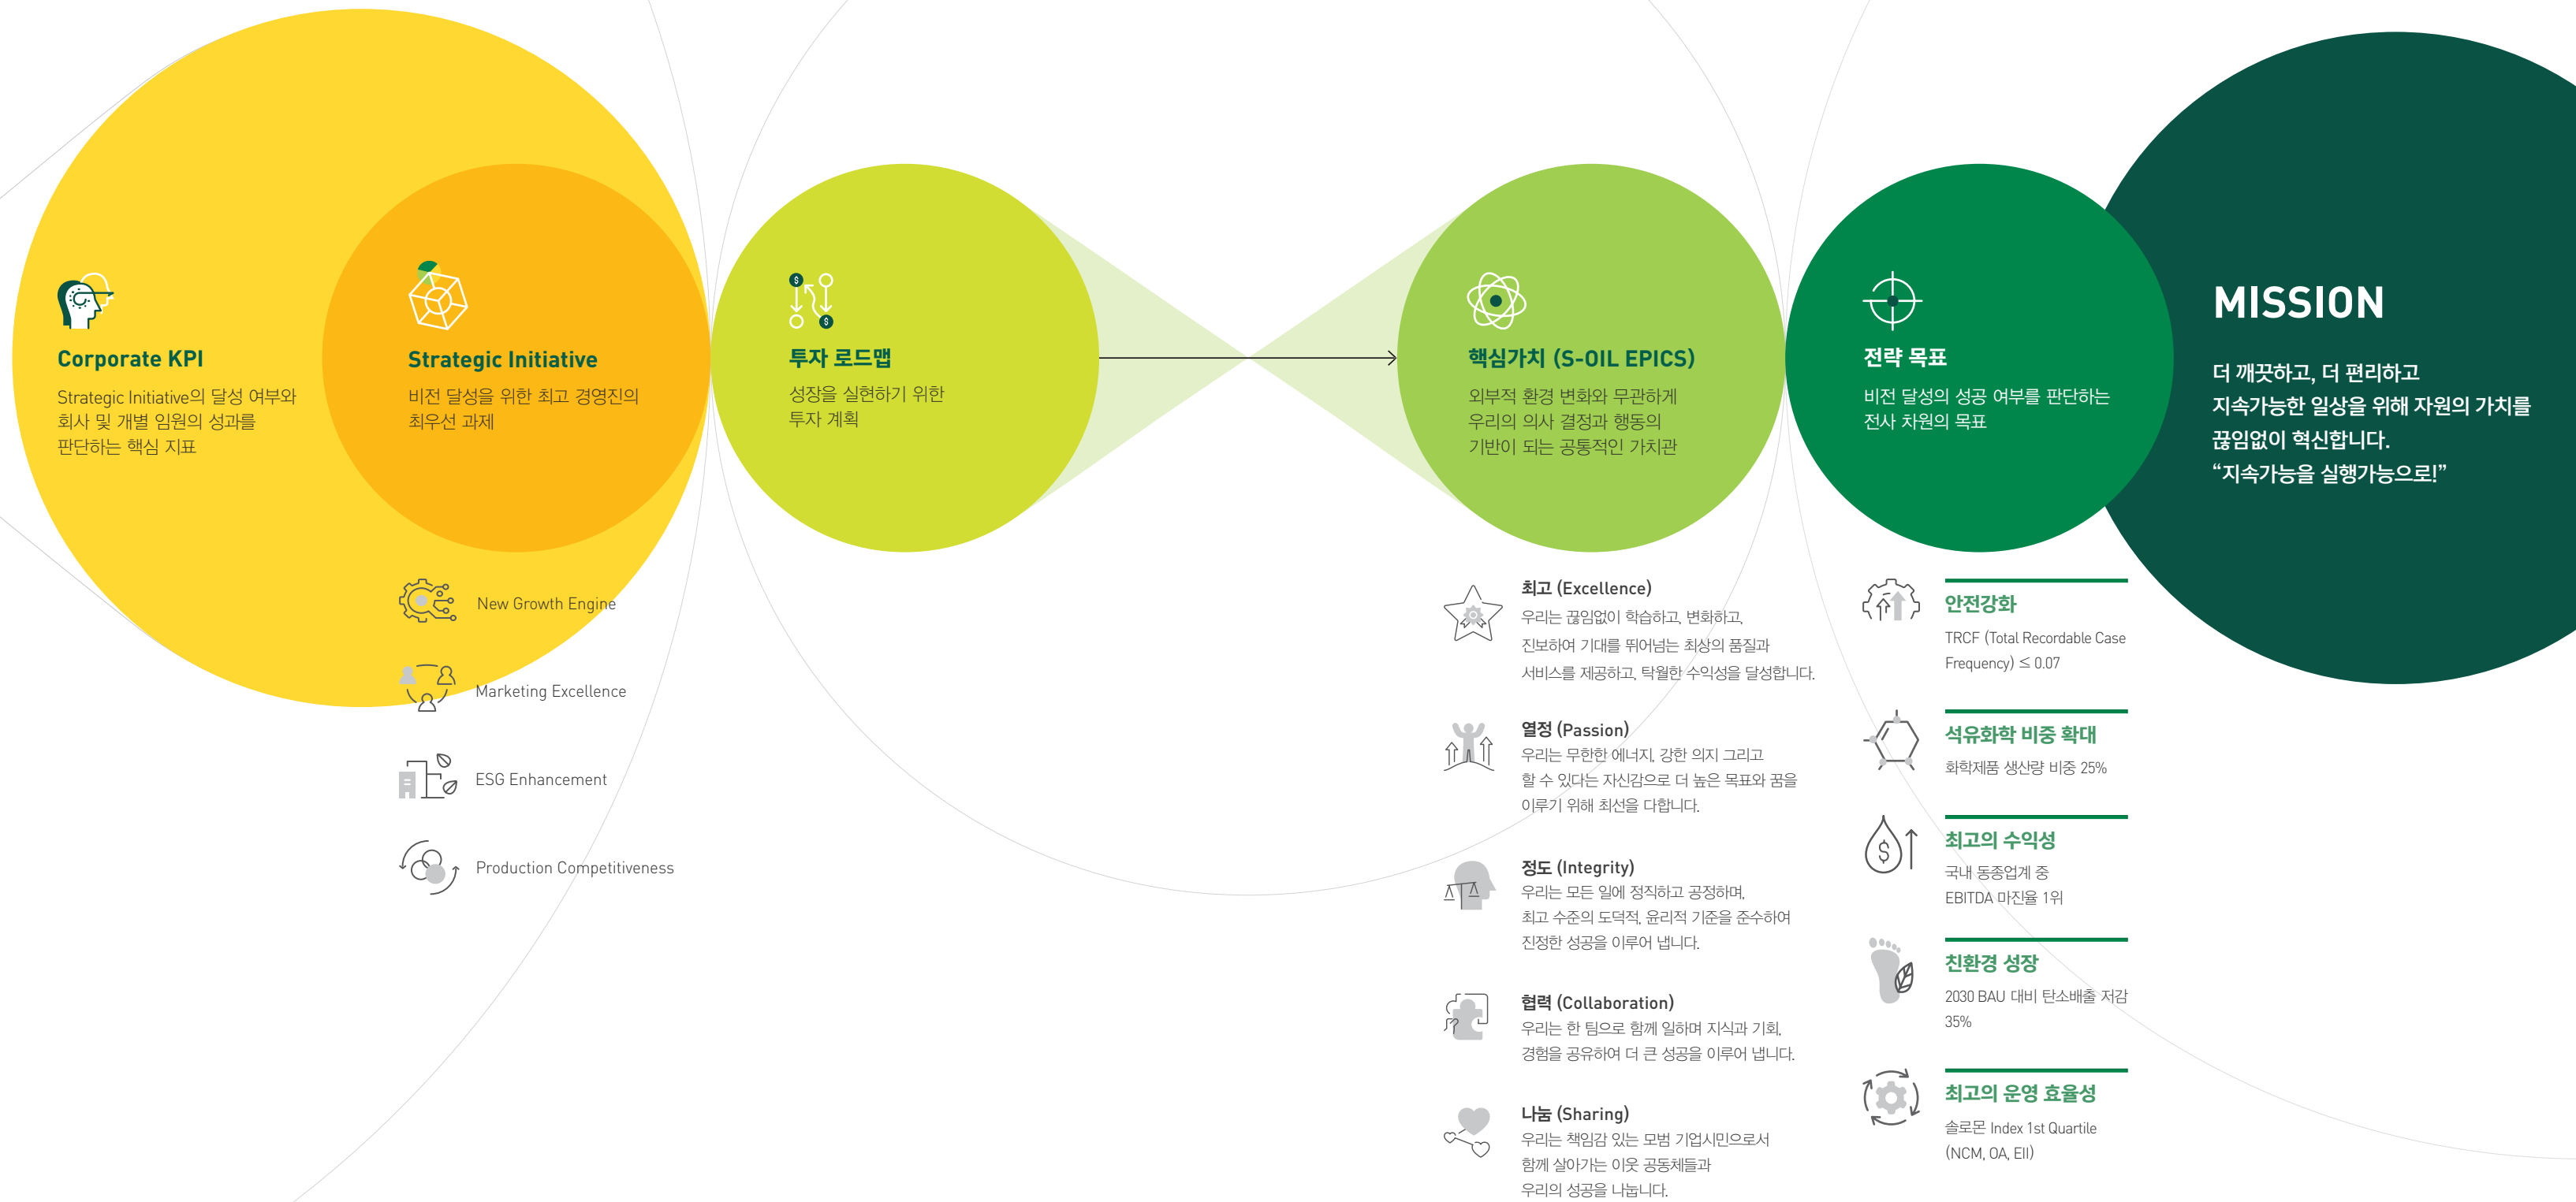 Corporate KPI
Strategic Initiative의 달성 여부와
회사 및 개별 임원의 성과를
판단하는 핵심 지표
Strategic Initiative
비전 달성을 위한 최고 경영진의
최우선 과제
New Growth Engine
Marketing Excellence
ESG Enhancement
Production Competitiveness
투자 로드맵
성장을 실현하기 위한
투자 계획
핵심가치 (S-OIL EPICS)
외부적 환경 변화와 무관하게
우리의 의사 결정과 행동의
기반이 되는 공통적인 가치관
최고 (Excellence)
우리는 끊임없이 학습하고, 변화하고,
진보하여 기대를 뛰어넘는 최상의 품질과
서비스를 제공하고, 탁월한 수익성을 달성합니다.
열정 (Passion)
우리는 무한한 에너지, 강한 의지 그리고
할 수 있다는 자신감으로 더 높은 목표와 꿈을
이루기 위해 최선을 다합니다.
정도 (Integrity)
우리는 모든 일에 정직하고 공정하며,
최고 수준의 도덕적, 윤리적 기준을 준수하여
진정한 성공을 이루어 냅니다.
협력 (Collaboration)
우리는 한 팀으로 함께 일하며 지식과 기회,
경험을 공유하여 더 큰 성공을 이루어 냅니다.
나눔 (Sharing)
우리는 책임감 있는 모범 기업시민으로서
함께 살아가는 이웃 공동체들과
우리의 성공을 나눕니다.
전략 목표
비전 달성의 성공 여부를 판단하는
전사 차원의 목표
안전강화
TRCF (Total Recordable Case
Frequency) ≤ 0.07
석유화학 비중 확대
화학제품 생산량 비중 25%
최고의 수익성
국내 동종업계 중
EBITDA 마진율 1위
친환경 성장
2030 BAU 대비 탄소배출 저감
35%
최고의 운영 효율성
솔로몬 Index 1st Quartile
(NCM, OA, EII)
MISSION
더 깨끗하고, 더 편리하고
지속가능한 일상을 위해 자원의 가치를
끊임없이 혁신합니다.
“지속가능을 실행가능으로!”